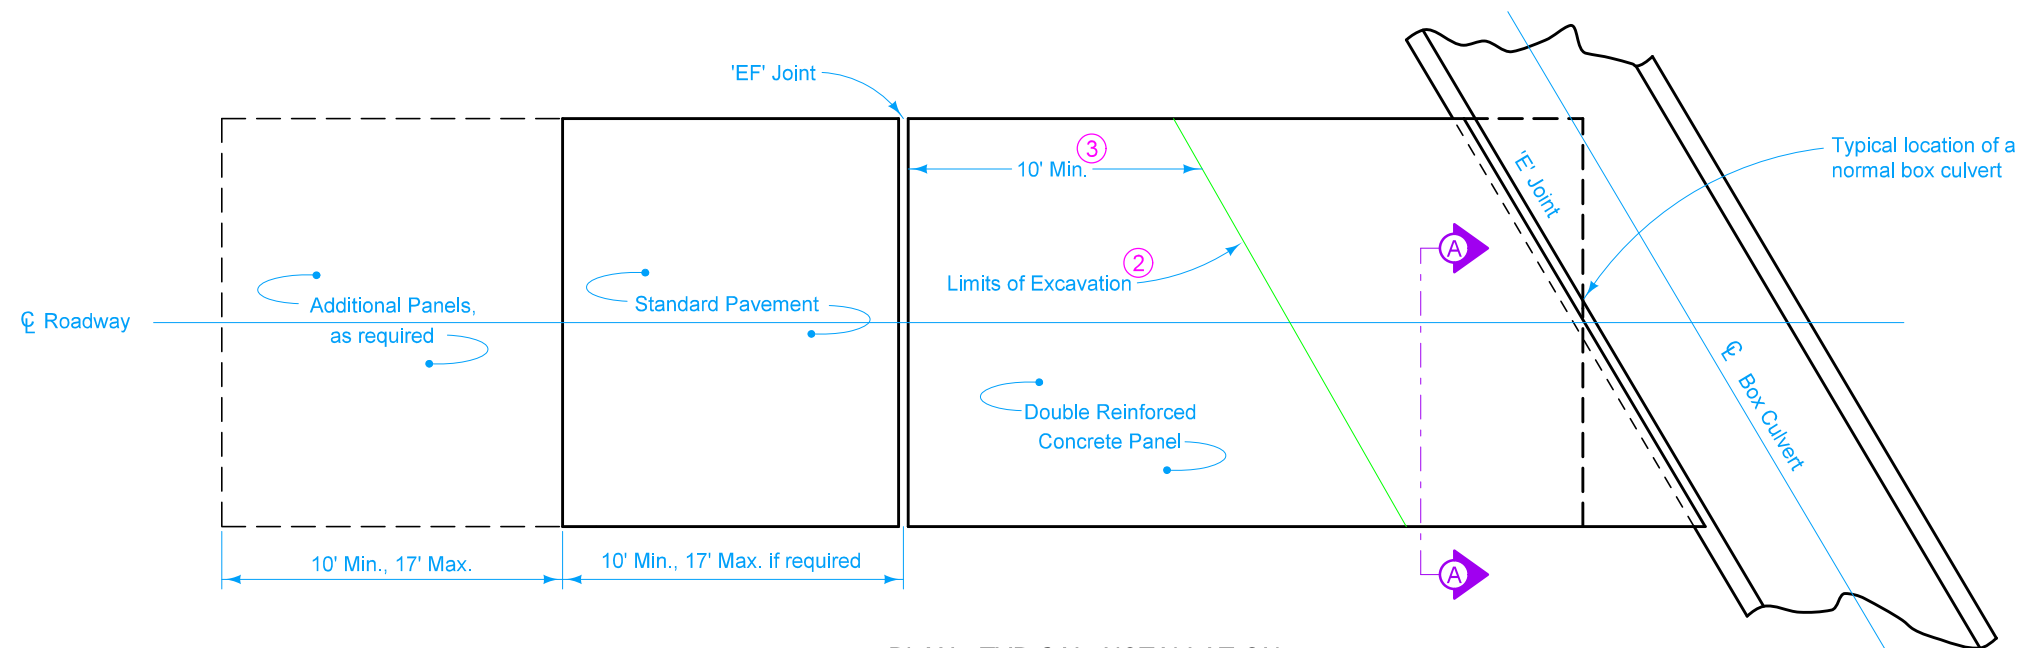 'EF' Joint
Typical location of a
normal box culvert
3
10' Min.
'E' Joint
A
2
Limits of Excavation
Additional Panels,
as required
Standard Pavement
℄ Roadway
℄ Box Culvert
Double Reinforced
Concrete Panel
10' Min., 17' Max.
10' Min., 17' Max. if required
A